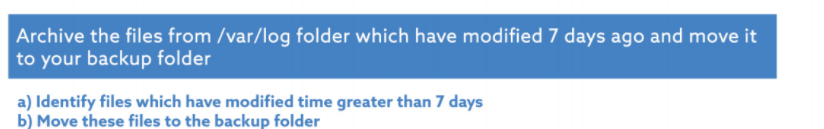 Archive the files from /var/log folder which have modified 7 days ago and move it
to your backup folder
a) Identify files which have modified time greater than 7 days
b) Move these files to the backup folder